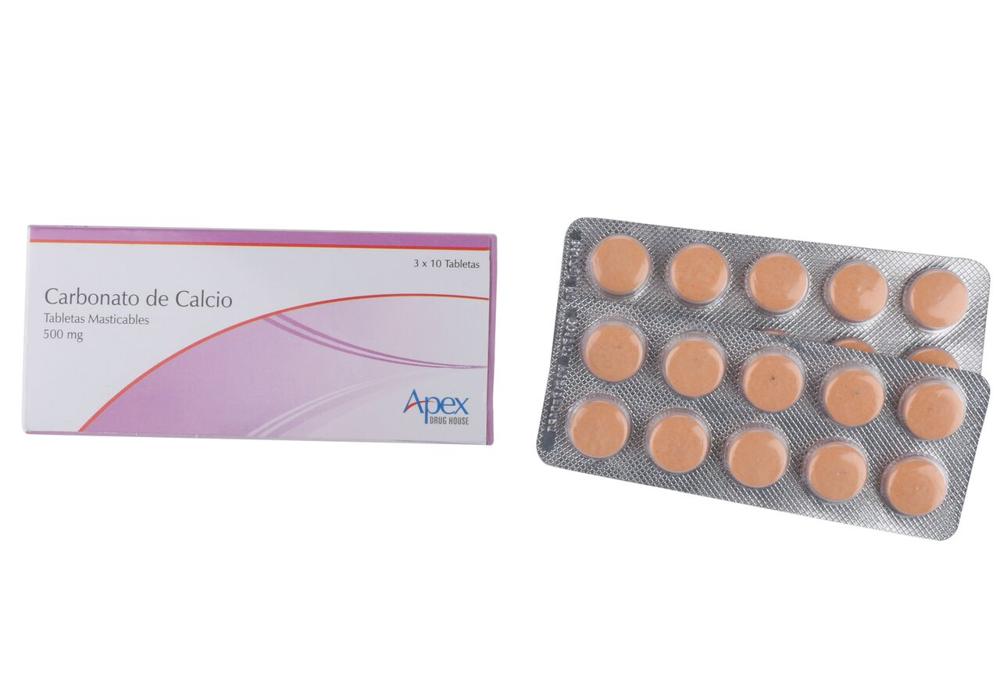 3 x 10 Tabletas
Carbonato de Calcio
Tabletas Masticables
500 mg
Apex
DRUG HOUSE